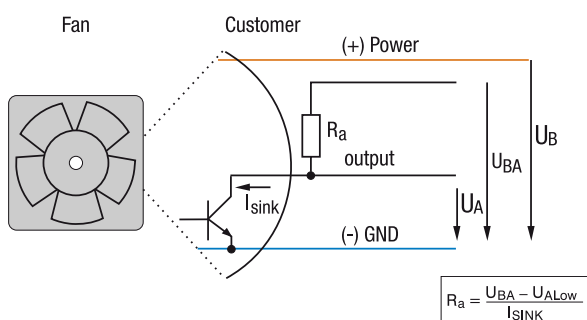 Fan
Customer
(+) Power
Ra
output
Isink
UA
UBA
UB
(-) GND
Ra = UBA – UALow
ISINK